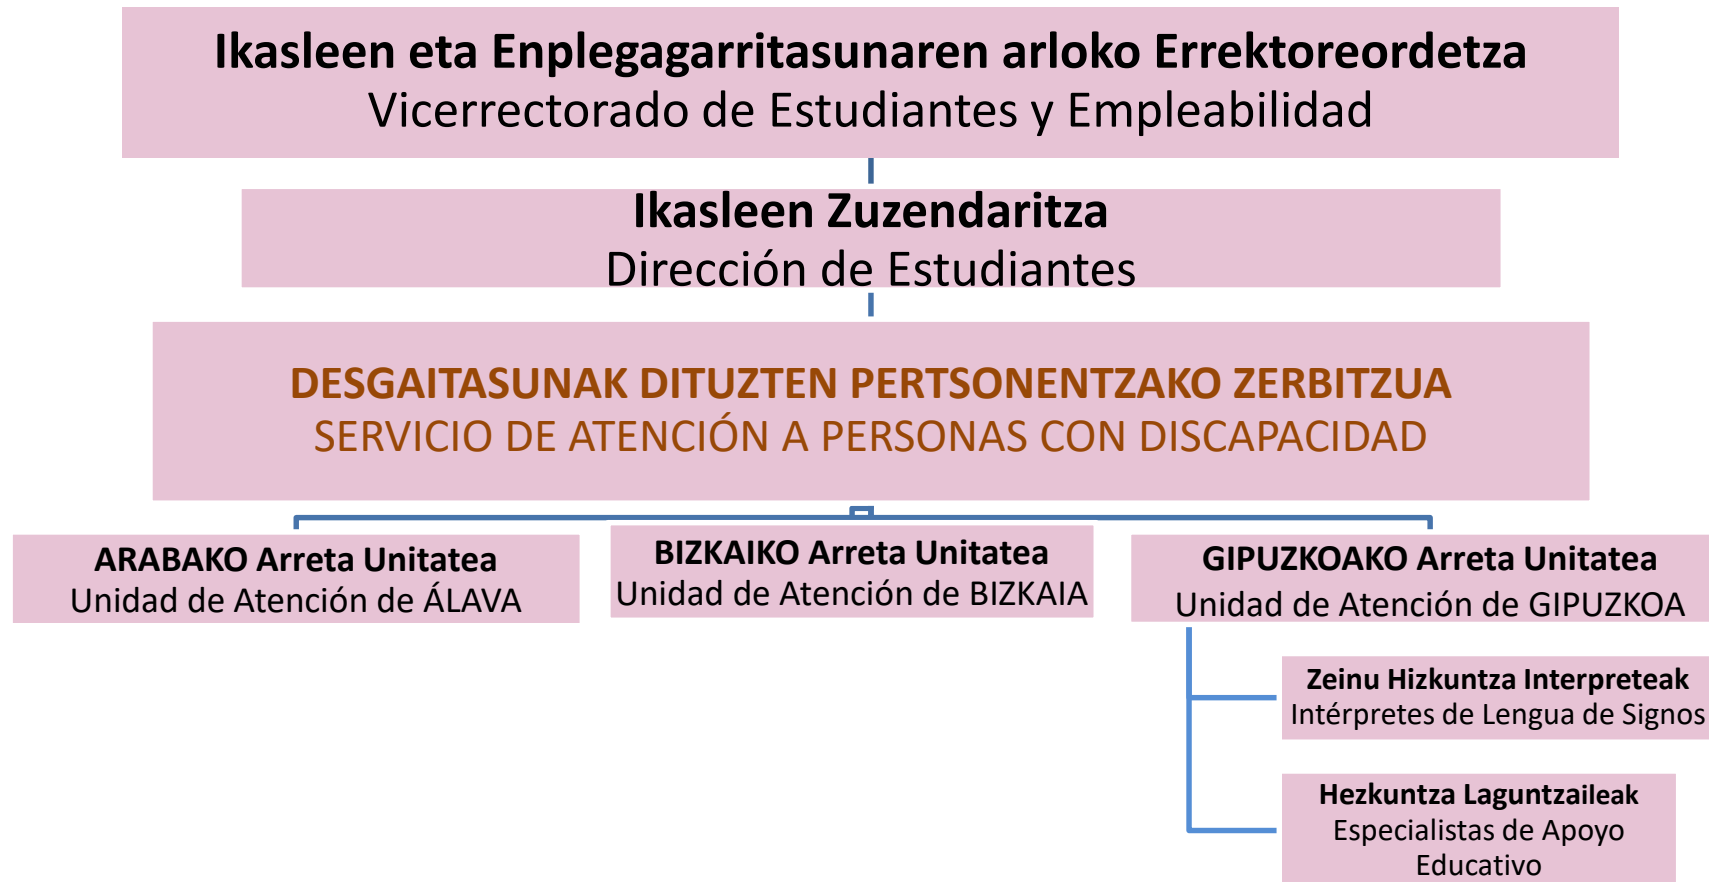 Ikasleen eta Enplegagarritasunaren arloko Errektoreordetza
Vicerrectorado de Estudiantes y Empleabilidad
Ikasleen Zuzendaritza
Dirección de Estudiantes
DESGAITASUNAK DITUZTEN PERTSONENTZAKO ZERBITZUA
SERVICIO DE ATENCIÓN A PERSONAS CON DISCAPACIDAD
ARABAKO Arreta Unitatea
Unidad de Atención de ÁLAVA
BIZKAIKO Arreta Unitatea
Unidad de Atención de BIZKAIA
GIPUZKOAKO Arreta Unitatea
Unidad de Atención de GIPUZKOA
Zeinu Hizkuntza Interpreteak
Intérpretes de Lengua de Signos
Hezkuntza Laguntzaileak
Especialistas de Apoyo
Educativo